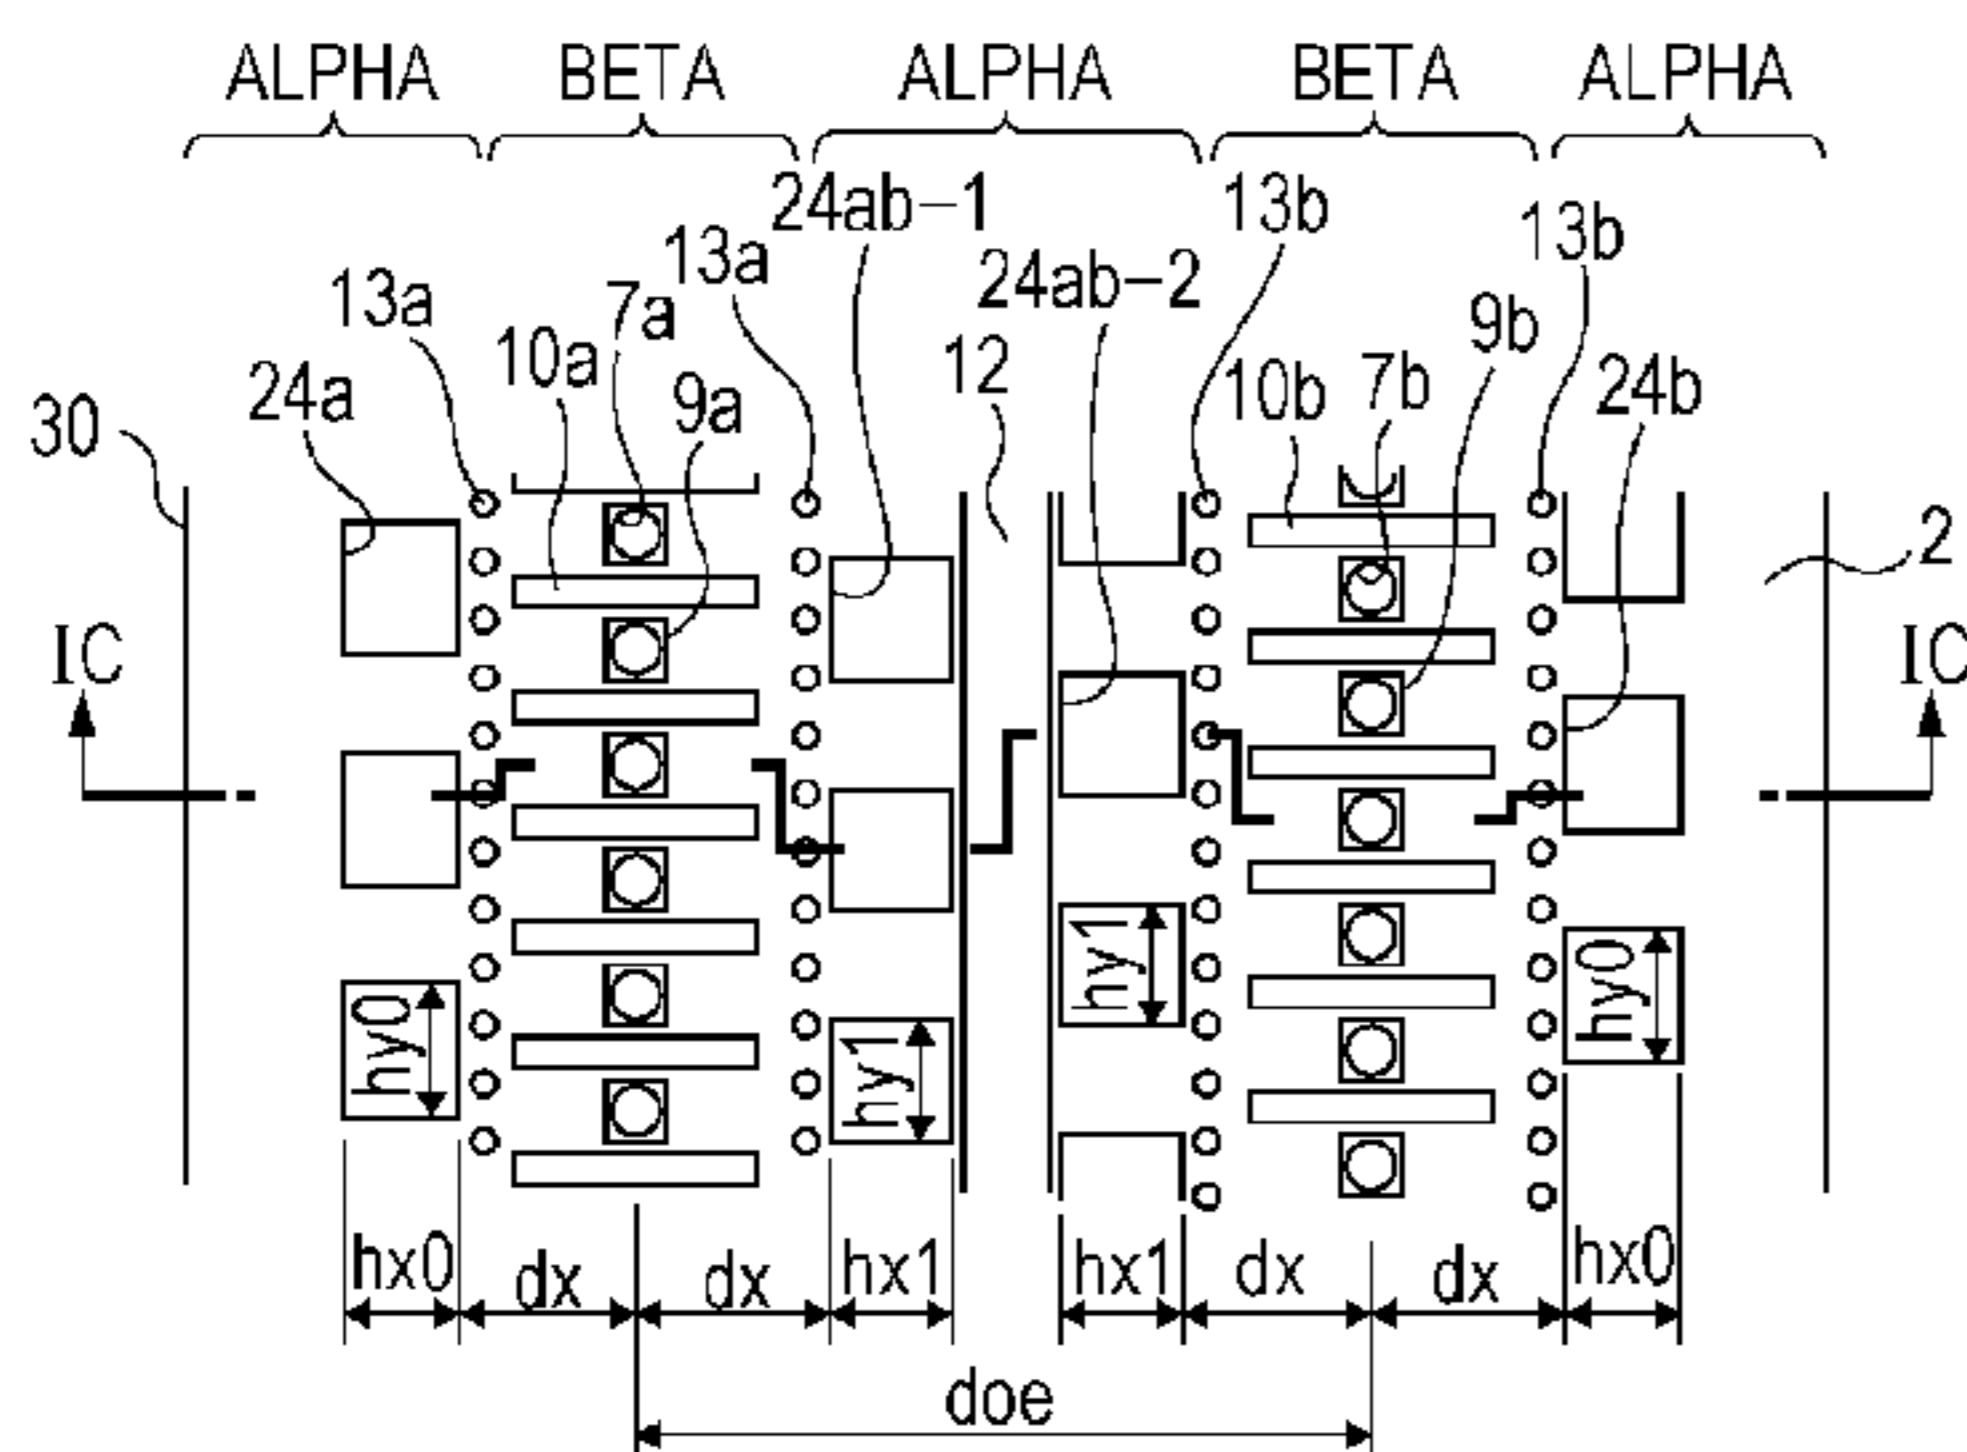 ALPHA BETA ALPHA BETA ALPHA
24ab-1 13b
13a 13b
24ab-2
13a 7a 9b
10a 12 7b
24a 9a 10b 24b
30
2
IC IC
hy1
hy0 hy0
hy1
hx0 dx dx hx1 hx1 dx dx hx0
doe